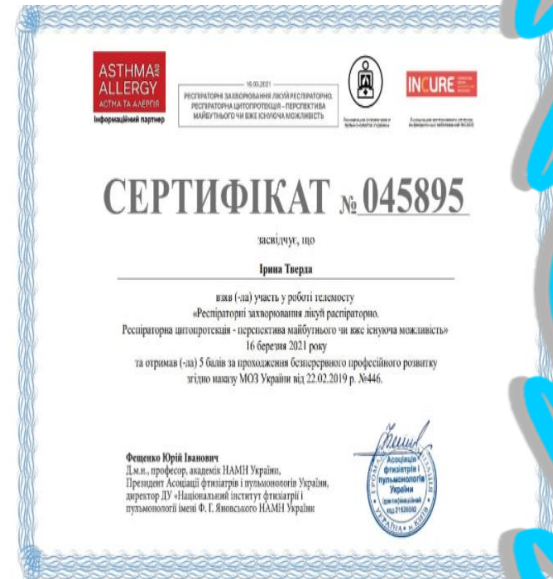 ASTHMA AND
ALLERGY
АСТМА ТА АЛЕРГІЯ
Інформаційний партнер
16.03.2021
РЕСПІРАТОРНІ ЗАХВОРЮВАННЯ ЛІКУЙ РЕСПІРАТОРНО.
РЕСПІРАТОРНА ЦИТОПРОТЕКЦІЯ - ПЕРСПЕКТИВА
МАЙБУТНЬОГО ЧИ ВЖЕ ІСНУЮЧА МОЖЛИВІСТЬ
INCURE
СЕРТИФІКАТ № 045895
засвідчує, що
Ірина Тверда
взяв (-ла) участь у роботі телемосту
«Респіраторні захворювання лікуй распіраторно.
Респіраторна цитопротекція - перспектива майбутнього чи вже існуюча можливість»
16 березня 2021 року
та отримав (-ла) 5 балів за проходження безперервного професійного розвитку
згідно наказу МОЗ України від 22.02.2019 р. №446.
Фещенко Юрій Іванович
Д.м.н., професор, академік НАМН України,
Президент Асоціації фтизіатрів і пульмонологів України,
директор ДУ «Національний інститут фтизіатрії і
пульмонології імені Ф. Г. Яновського НАМН України
Асоціація
фтизіатрів і
пульмонологів
України